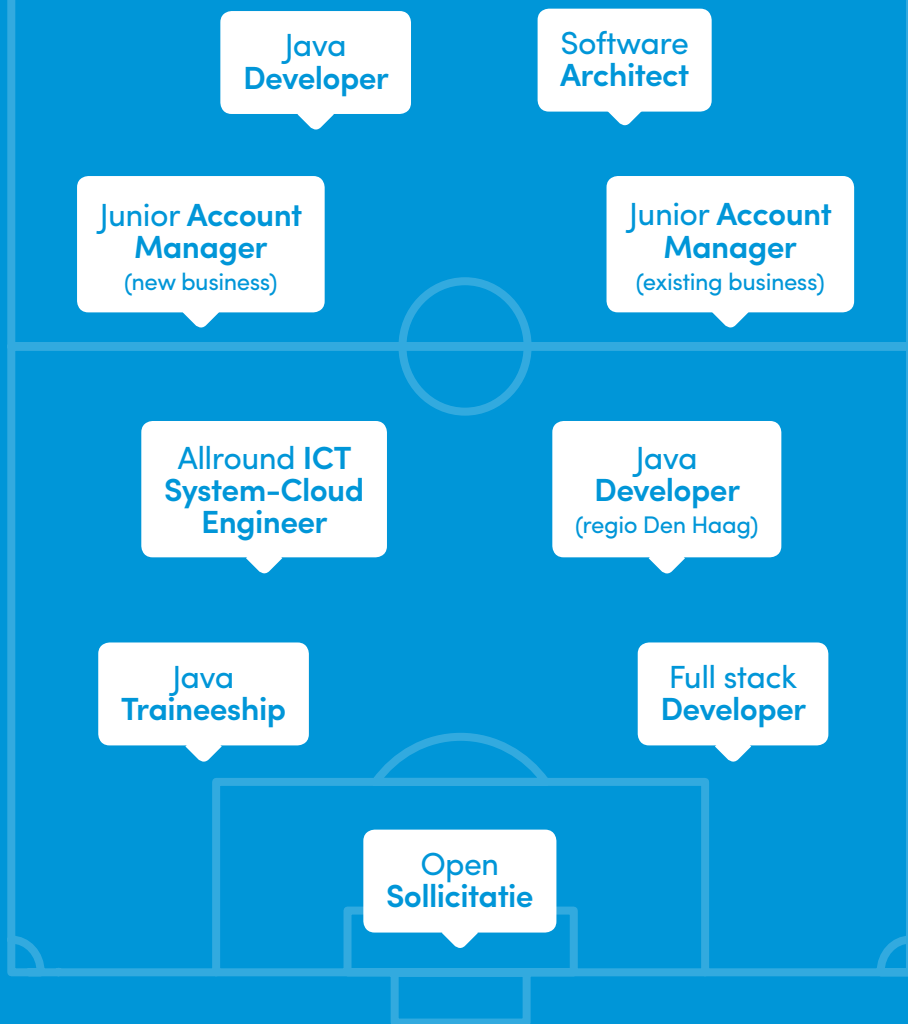 Java
Developer
Software
Architect
Junior Account
Manager
(new business)
Junior Account
Manager
(existing business)
Allround ICT
System-Cloud
Engineer
Java
Developer
(regio Den Haag)
Java
Traineeship
Full stack
Developer
Open
Sollicitatie